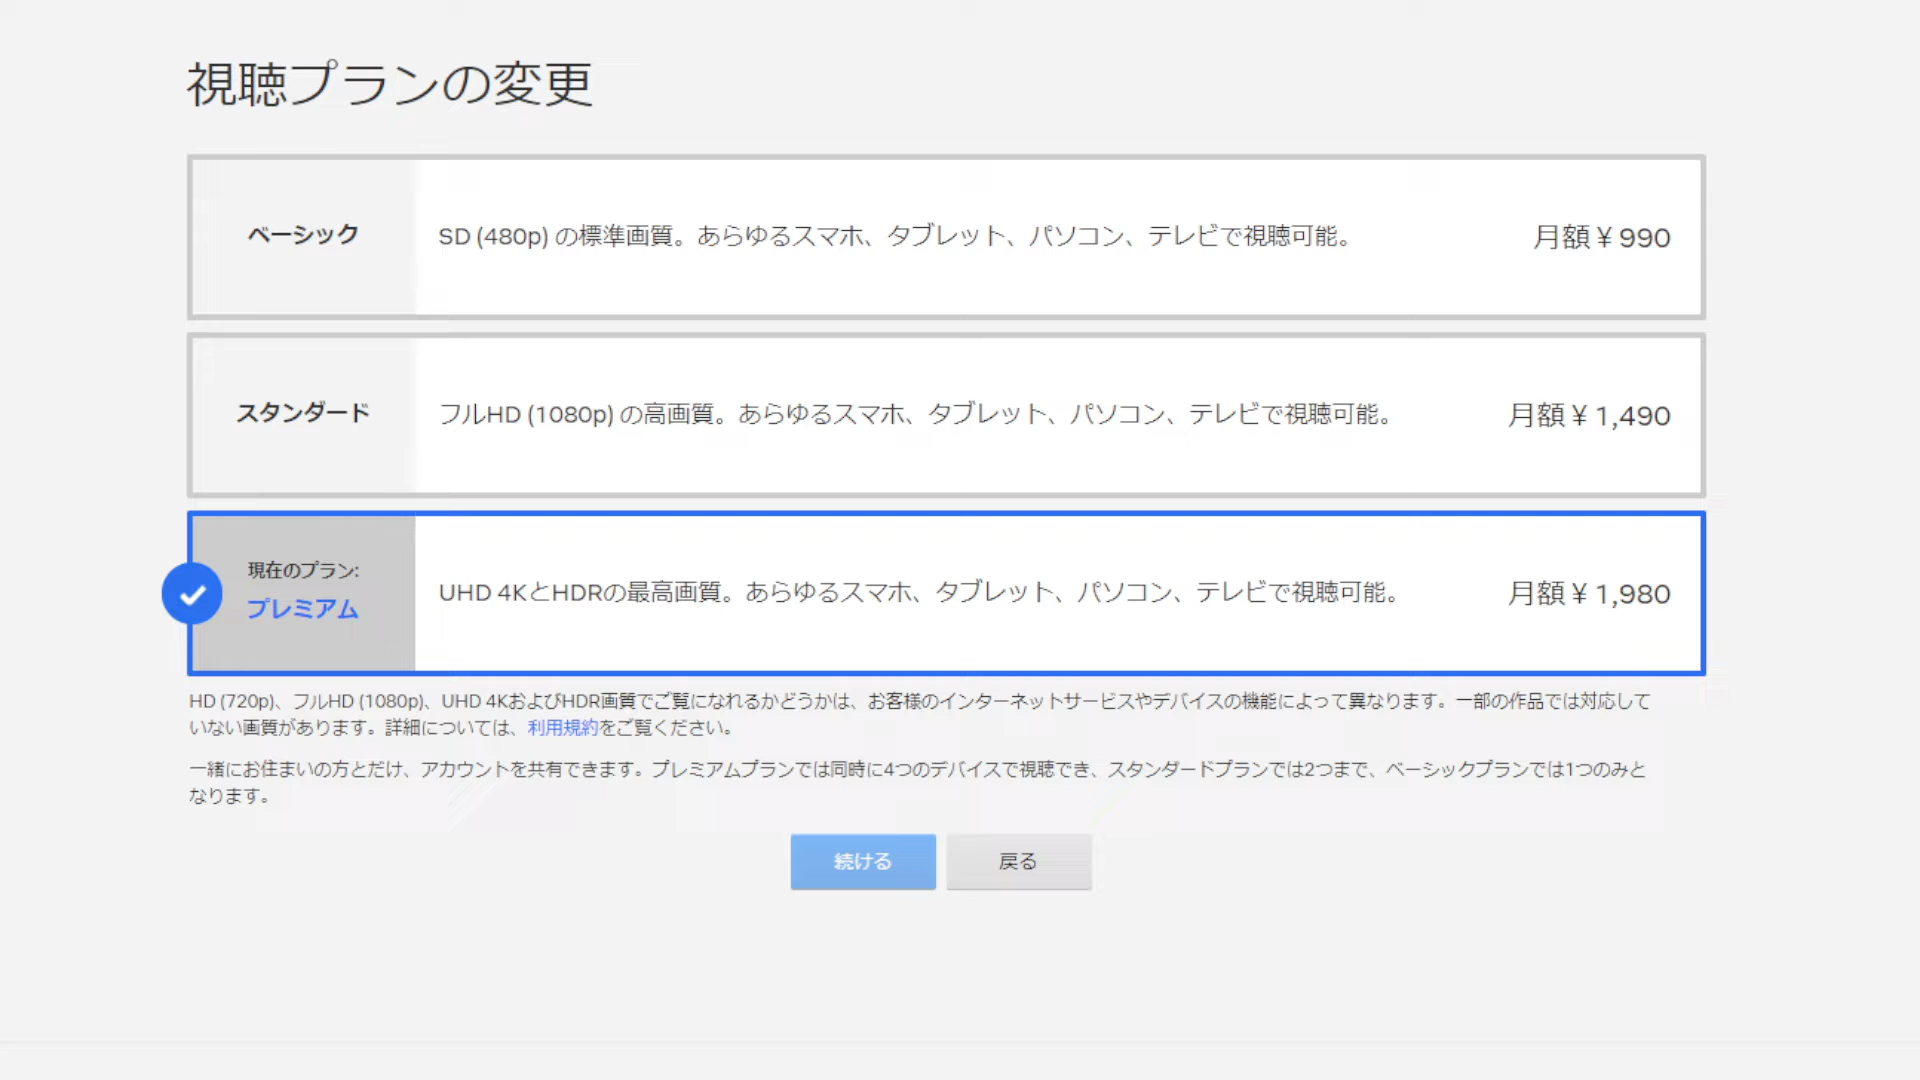 視聴プランの変更
ベーシック
SD (480p) の標準画質。あらゆるスマホ、タブレット、パソコン、テレビで視聴可能。
月額¥990
スタンダード
フルHD (1080p) の高画質。あらゆるスマホ、タブレット、パソコン、テレビで視聴可能。
月額¥1,490
現在のプラン:
プレミアム
UHD 4KとHDRの最高画質。あらゆるスマホ、タブレット、パソコン、テレビで視聴可能。
月額¥1,980
HD (720p)、フルHD (1080p)、UHD 4KおよびHDR画質でご覧になれるかどうかは、お客様のインターネットサービスやデバイスの機能によって異なります。一部の作品では対応して
いない画質があります。詳細については、利用規約をご覧ください。
一緒にお住まいの方とだけ、アカウントを共有できます。プレミアムプランでは同時に4つのデバイスで視聴でき、スタンダードプランでは2つまで、ベーシックプランでは1つのみと
なります。
続ける
戻る